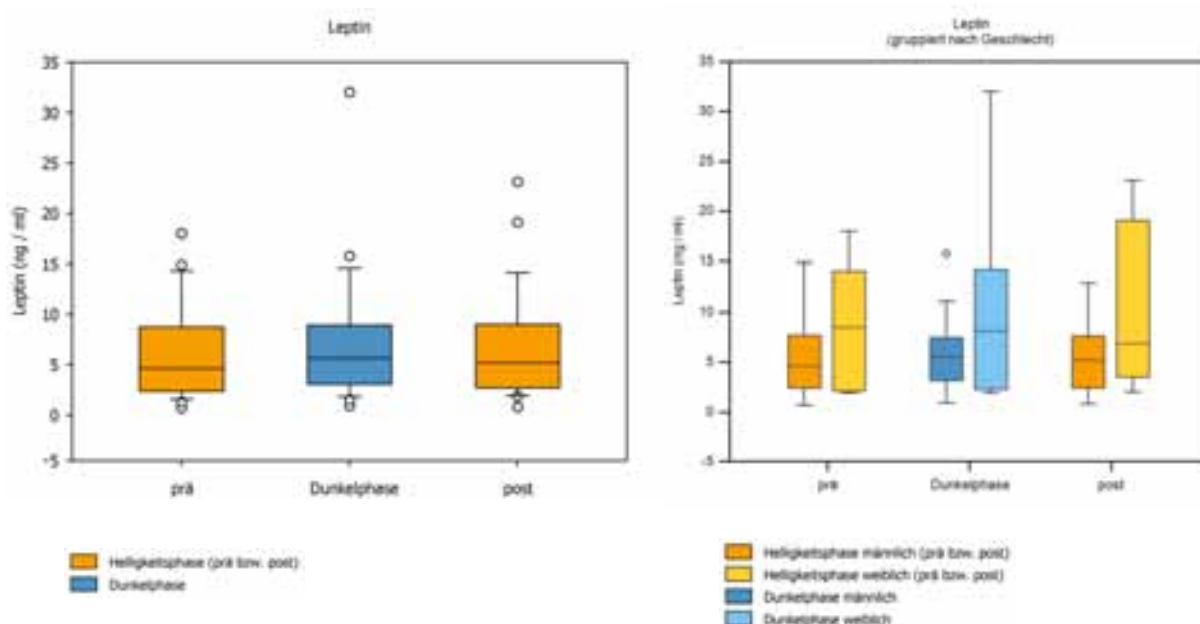 Leptin
35
30
25
20
15
10
5
0
-5
Leptin (ng / ml)
prä
Dunkelphase
post
Helligkeitsphase (prä bzw. post)
Dunkelphase
Leptin
(gruppiert nach Geschlecht)
35
30
25
20
15
10
5
0
-5
Leptin (ng / ml)
prä
Dunkelphase
post
Helligkeitsphase männlich (prä bzw. post)
Helligkeitsphase weiblich (prä bzw. post)
Dunkelphase männlich
Dunkelphase weiblich